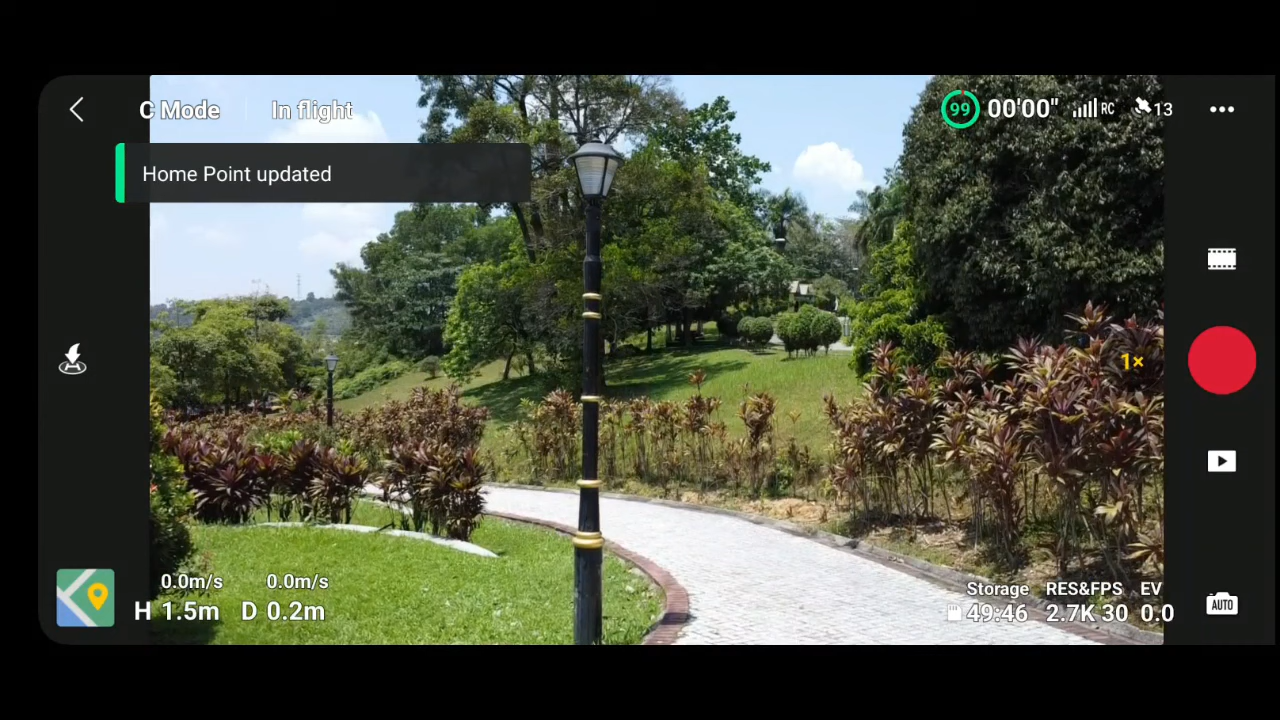 C Mode In flight 99 00'00" RC 13
Home Point updated
1×
0.0m/s 0.0m/s
H 1.5m D 0.2m
Storage RES&FPS EV
49:46 2.7K 30 0.0
AUTO